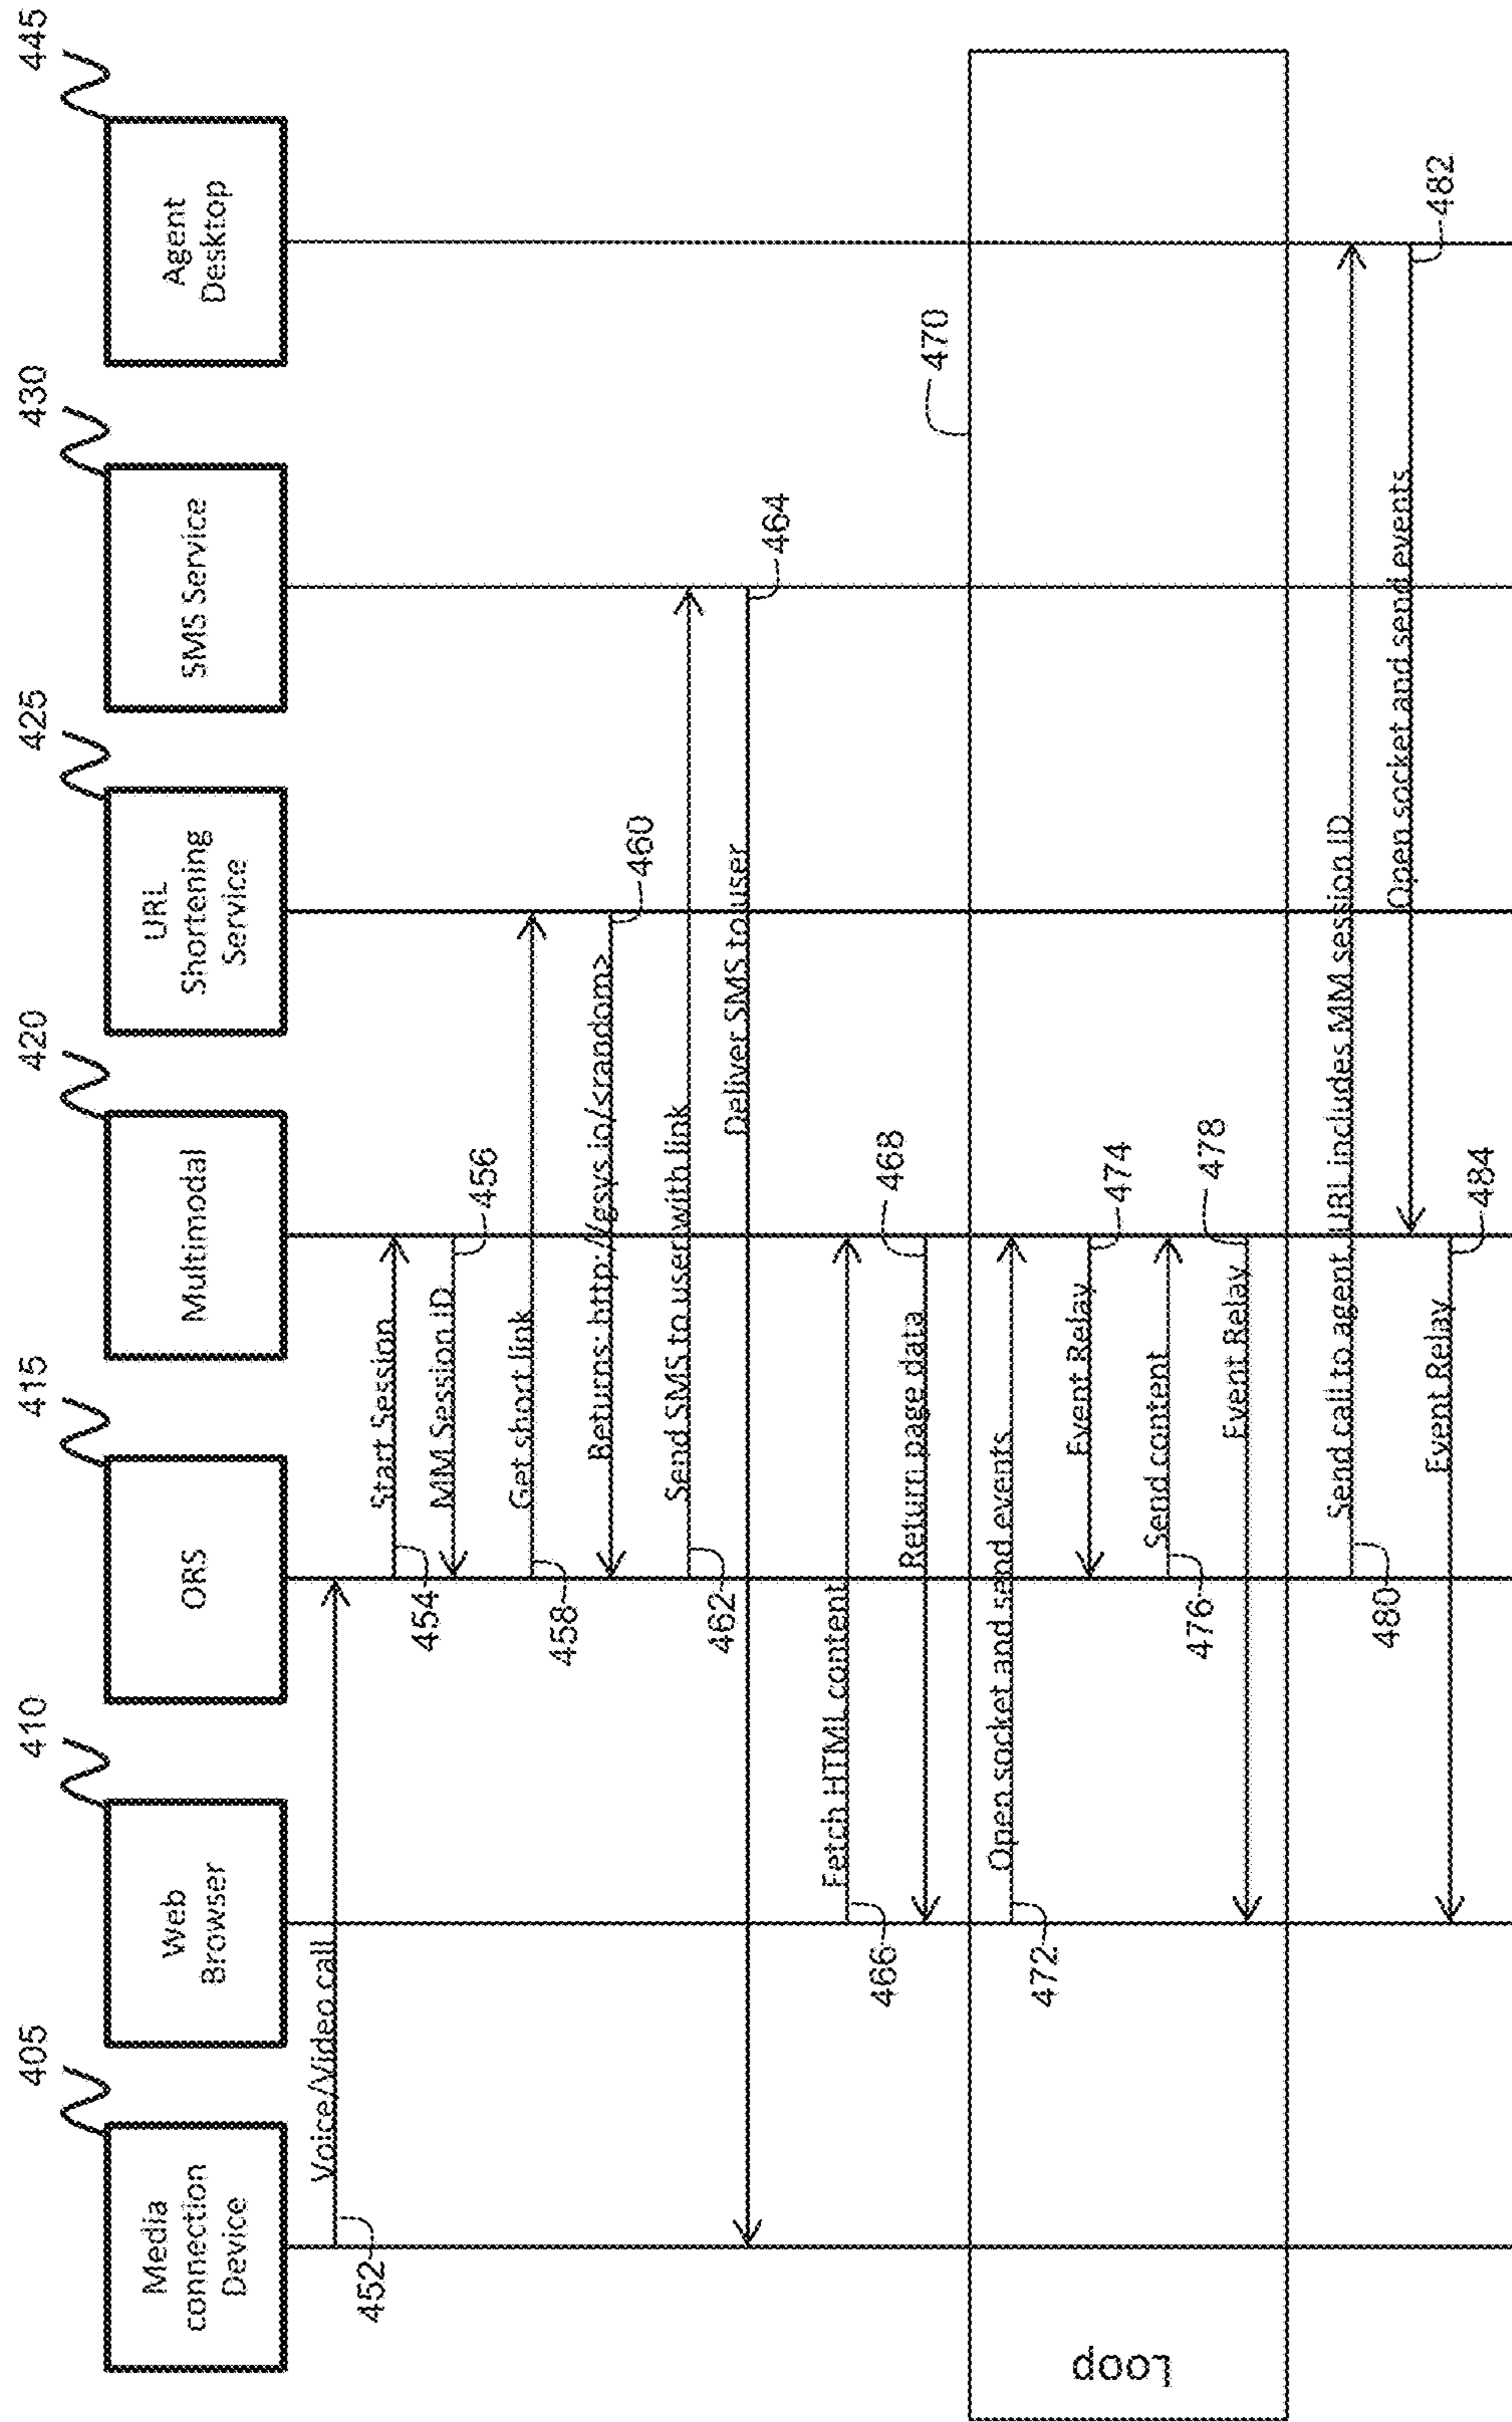 405
410
415
420
425
430
445
Media
connection
Device
Web
Browser
ORS
Multimodal
URL
Shortening
Service
SMS Service
Agent
Desktop
Voice/Video call
452
Start Session
454
MM Session ID
456
Get short link
458
Returns: http://gsys.in/<random>
460
Send SMS to user with link
462
Deliver SMS to user
464
Fetch HTML content
466
Return page data
468
Loop
470
Open socket and send events
472
Event Relay
474
Send content
476
Event Relay
478
Send call to agent. URL includes MM session ID
480
Open socket and send events
482
Event Relay
484